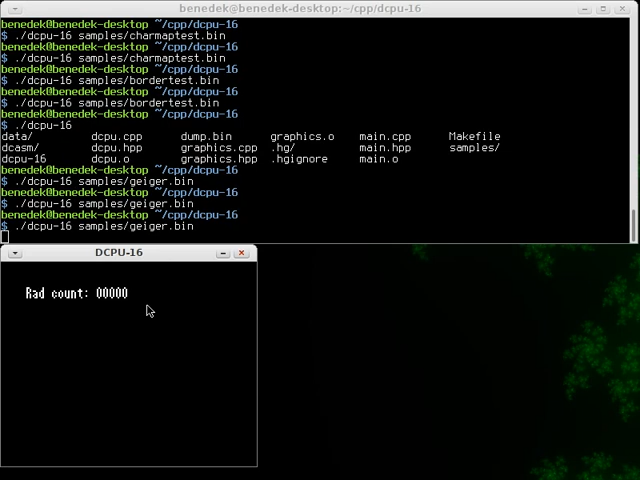 benedek@benedek-desktop:~/cpp/dcpu-16
benedek@benedek-desktop ~/cpp/dcpu-16
$ ./dcpu-16 samples/charmaptest.bin
benedek@benedek-desktop ~/cpp/dcpu-16
$ ./dcpu-16 samples/charmaptest.bin
benedek@benedek-desktop ~/cpp/dcpu-16
$ ./dcpu-16 samples/bordertest.bin
benedek@benedek-desktop ~/cpp/dcpu-16
$ ./dcpu-16 samples/bordertest.bin
benedek@benedek-desktop ~/cpp/dcpu-16
$ ./dcpu-16
data/ dcpu.cpp dump.bin graphics.o main.cpp Makefile
dcasm/ dcpu.hpp graphics.cpp .hg/ main.hpp samples/
dcpu-16 dcpu.o graphics.hpp .hgignore main.o
benedek@benedek-desktop ~/cpp/dcpu-16
$ ./dcpu-16 samples/geiger.bin
benedek@benedek-desktop ~/cpp/dcpu-16
$ ./dcpu-16 samples/geiger.bin
benedek@benedek-desktop ~/cpp/dcpu-16
$ ./dcpu-16 samples/geiger.bin
DCPU-16
Rad count: 00000